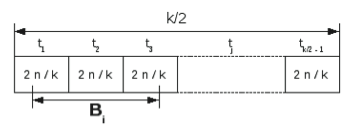 k/2
t1 t2 t3 tj tk/2 - 1
2 n / k 2 n / k 2 n / k 2 n / k
Bi